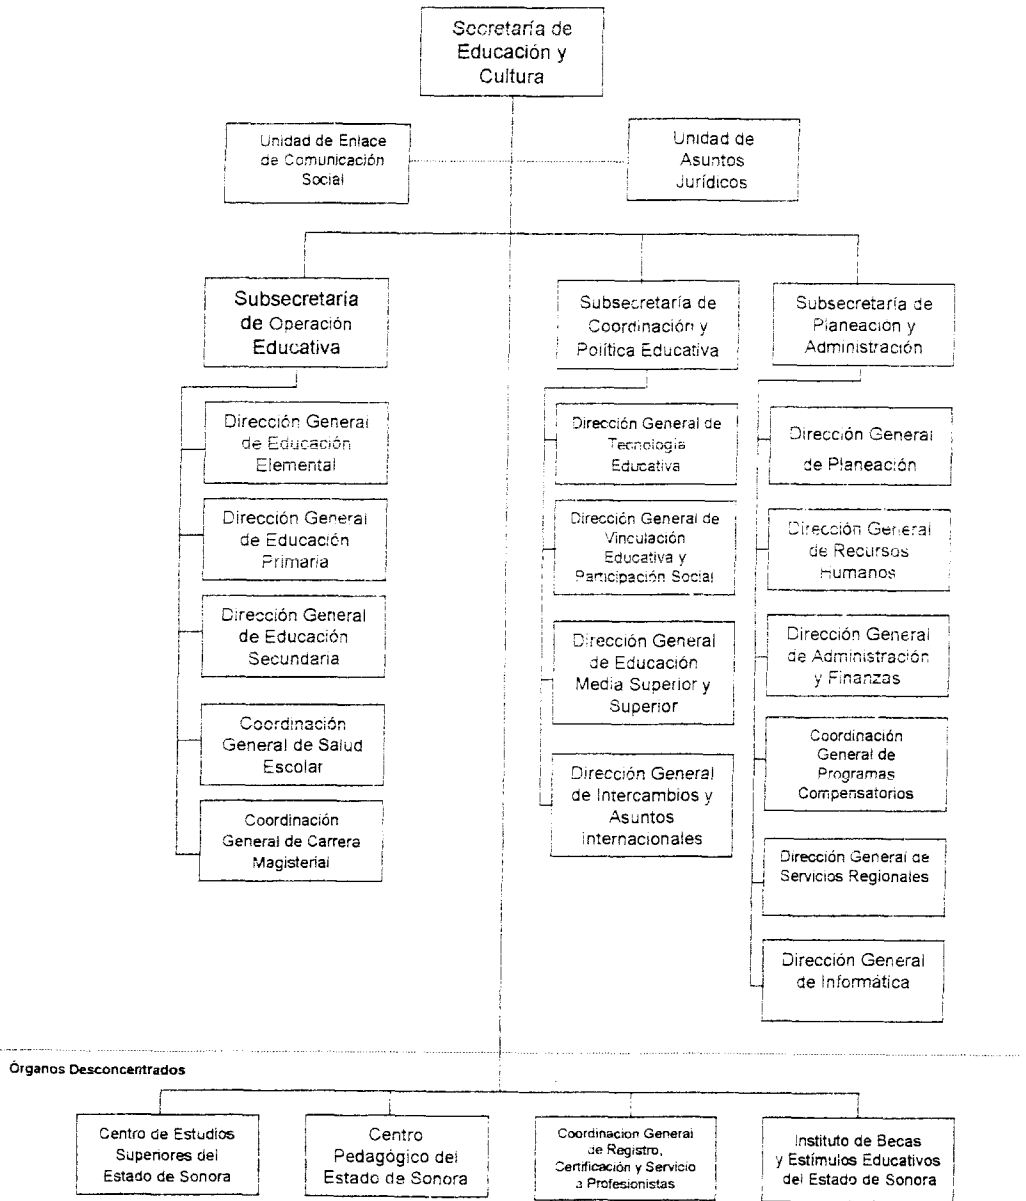 Secretaría de
Educación y
Cultura
Unidad de Enlace
de Comunicación
Social
Unidad de
Asuntos
Jurídicos
Subsecretaría
de Operación
Educativa
Subsecretaría de
Coordinación y
Política Educativa
Subsecretaría de
Planeación y
Administración
Dirección General
de Educación
Elemental
Dirección General
de Educación
Primaria
Dirección General
de Educación
Secundaria
Coordinación
General de Salud
Escolar
Coordinación
General de Carrera
Magisterial
Dirección General de
Tecnología
Educativa
Dirección General de
Vinculación
Educativa y
Participación Social
Dirección General
de Educación
Media Superior y
Superior
Dirección General
de Intercambios y
Asuntos
internacionales
Dirección General
de Planeación
Dirección General
de Recursos
Humanos
Dirección General
de Administración
y Finanzas
Coordinación
General de
Programas
Compensatorios
Dirección General de
Servicios Regionales
Dirección General
de Informática
Órganos Desconcentrados
Centro de Estudios
Superiores del
Estado de Sonora
Centro
Pedagógico del
Estado de Sonora
Coordinacion General
de Registro,
Certificación y Servicio
a Profesionistas
Instituto de Becas
y Estímulos Educativos
del Estado de Sonora